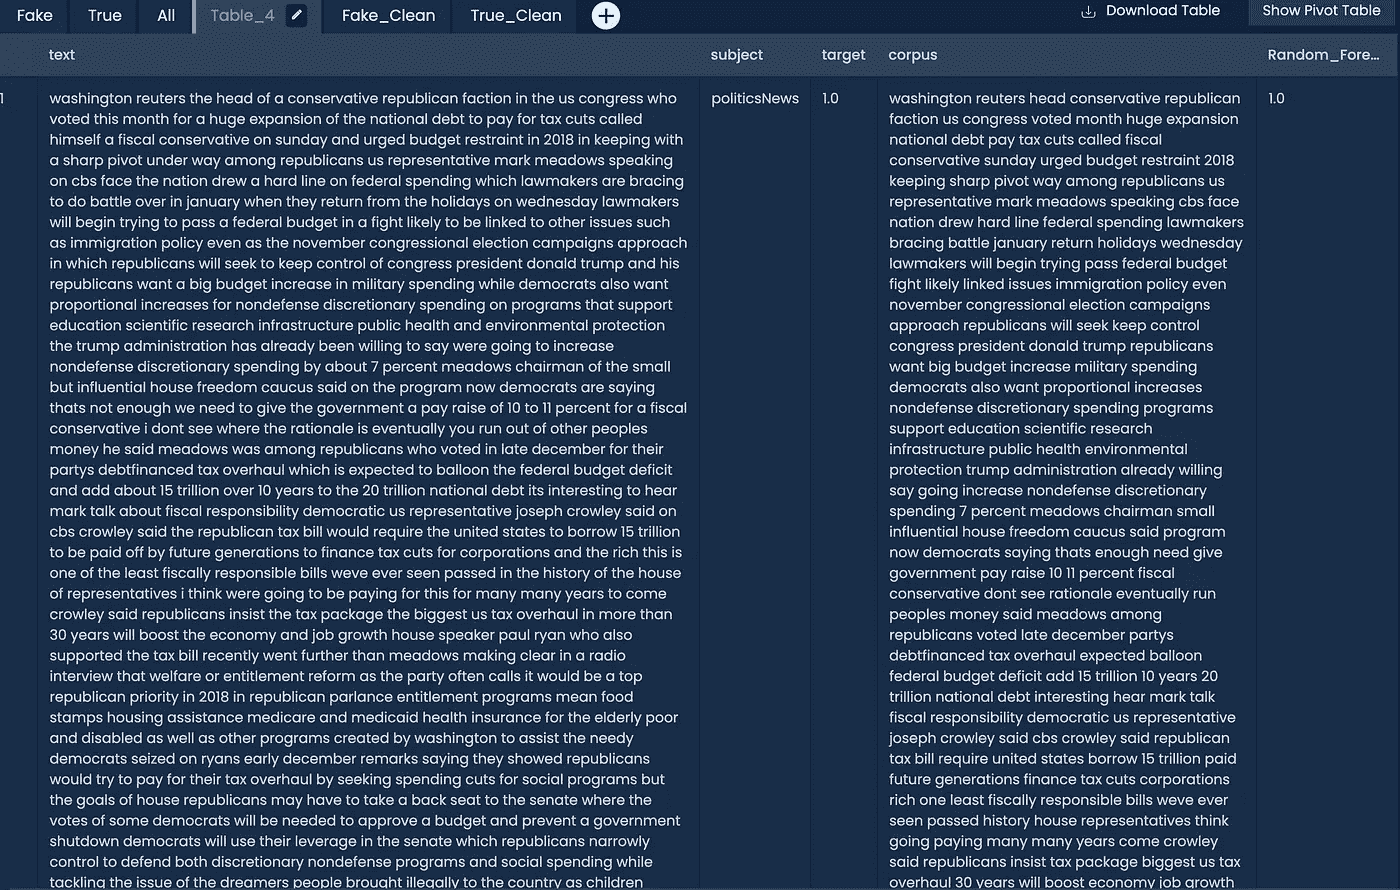 Fake True All Table_4 Fake_Clean True_Clean Download Table Show Pivot Table
text subject target corpus Random_Fore...
1
washington reuters the head of a conservative republican faction in the us congress who
voted this month for a huge expansion of the national debt to pay for tax cuts called
himself a fiscal conservative on sunday and urged budget restraint in 2018 in keeping with
a sharp pivot under way among republicans us representative mark meadows speaking
on cbs face the nation drew a hard line on federal spending which lawmakers are bracing
to do battle over in january when they return from the holidays on wednesday lawmakers
will begin trying to pass a federal budget in a fight likely to be linked to other issues such
as immigration policy even as the november congressional election campaigns approach
in which republicans will seek to keep control of congress president donald trump and his
republicans want a big budget increase in military spending while democrats also want
proportional increases for nondefense discretionary spending on programs that support
education scientific research infrastructure public health and environmental protection
the trump administration has already been willing to say were going to increase
nondefense discretionary spending by about 7 percent meadows chairman of the small
but influential house freedom caucus said on the program now democrats are saying
thats not enough we need to give the government a pay raise of 10 to 11 percent for a fiscal
conservative i dont see where the rationale is eventually you run out of other peoples
money he said meadows was among republicans who voted in late december for their
partys debtfinanced tax overhaul which is expected to balloon the federal budget deficit
and add about 15 trillion over 10 years to the 20 trillion national debt its interesting to hear
mark talk about fiscal responsibility democratic us representative joseph crowley said on
cbs crowley said the republican tax bill would require the united states to borrow 15 trillion
to be paid off by future generations to finance tax cuts for corporations and the rich this is
one of the least fiscally responsible bills weve ever seen passed in the history of the house
of representatives i think were going to be paying for this for many many years to come
crowley said republicans insist the tax package the biggest us tax overhaul in more than
30 years will boost the economy and job growth house speaker paul ryan who also
supported the tax bill recently went further than meadows making clear in a radio
interview that welfare or entitlement reform as the party often calls it would be a top
republican priority in 2018 in republican parlance entitlement programs mean food
stamps housing assistance medicare and medicaid health insurance for the elderly poor
and disabled as well as other programs created by washington to assist the needy
democrats seized on ryans early december remarks saying they showed republicans
would try to pay for their tax overhaul by seeking spending cuts for social programs but
the goals of house republicans may have to take a back seat to the senate where the
votes of some democrats will be needed to approve a budget and prevent a government
shutdown democrats will use their leverage in the senate which republicans narrowly
control to defend both discretionary nondefense programs and social spending while
tackling the issue of the dreamers people brought illegally to the country as children
politicsNews
1.0
washington reuters head conservative republican
faction us congress voted month huge expansion
national debt pay tax cuts called fiscal
conservative sunday urged budget restraint 2018
keeping sharp pivot way among republicans us
representative mark meadows speaking cbs face
nation drew hard line federal spending lawmakers
bracing battle january return holidays wednesday
lawmakers will begin trying pass federal budget
fight likely linked issues immigration policy even
november congressional election campaigns
approach republicans will seek keep control
congress president donald trump republicans
want big budget increase military spending
democrats also want proportional increases
nondefense discretionary spending programs
support education scientific research
infrastructure public health environmental
protection trump administration already willing
say going increase nondefense discretionary
spending 7 percent meadows chairman small
influential house freedom caucus said program
now democrats saying thats enough need give
government pay raise 10 11 percent fiscal
conservative dont see rationale eventually run
peoples money said meadows among
republicans voted late december partys
debtfinanced tax overhaul expected balloon
federal budget deficit add 15 trillion 10 years 20
trillion national debt interesting hear mark talk
fiscal responsibility democratic us representative
joseph crowley said cbs crowley said republican
tax bill require united states borrow 15 trillion paid
future generations finance tax cuts corporations
rich one least fiscally responsible bills weve ever
seen passed history house representatives think
going paying many many years come crowley
said republicans insist tax package biggest us tax
overhaul 30 years will boost economy job growth
1.0